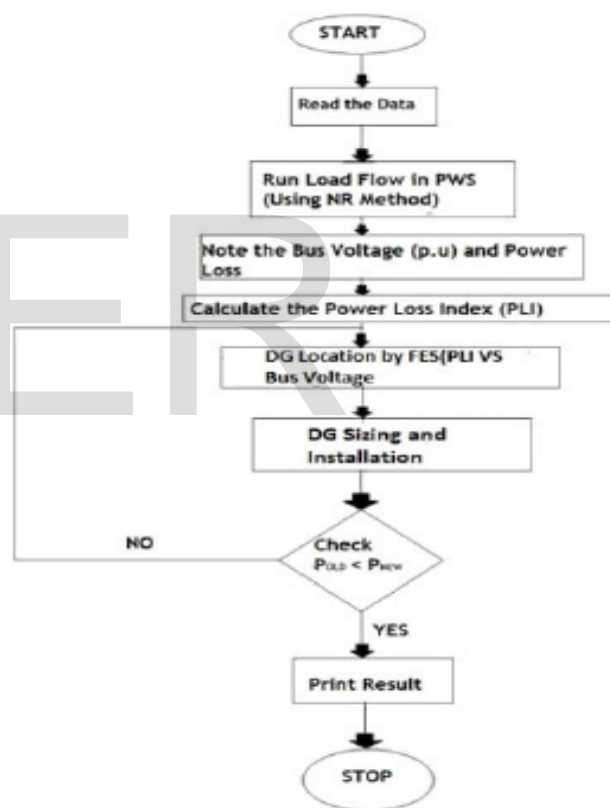 START
Read the Data
Run Load Flow in PWS
(Using NR Method)
Note the Bus Voltage (p.u) and Power
Loss
Calculate the Power Loss Index (PLI)
DG Location by FES(PLI VS
Bus Voltage
DG Sizing and
Installation
NO
Check
POLD < PNEW
YES
Print Result
STOP
ER